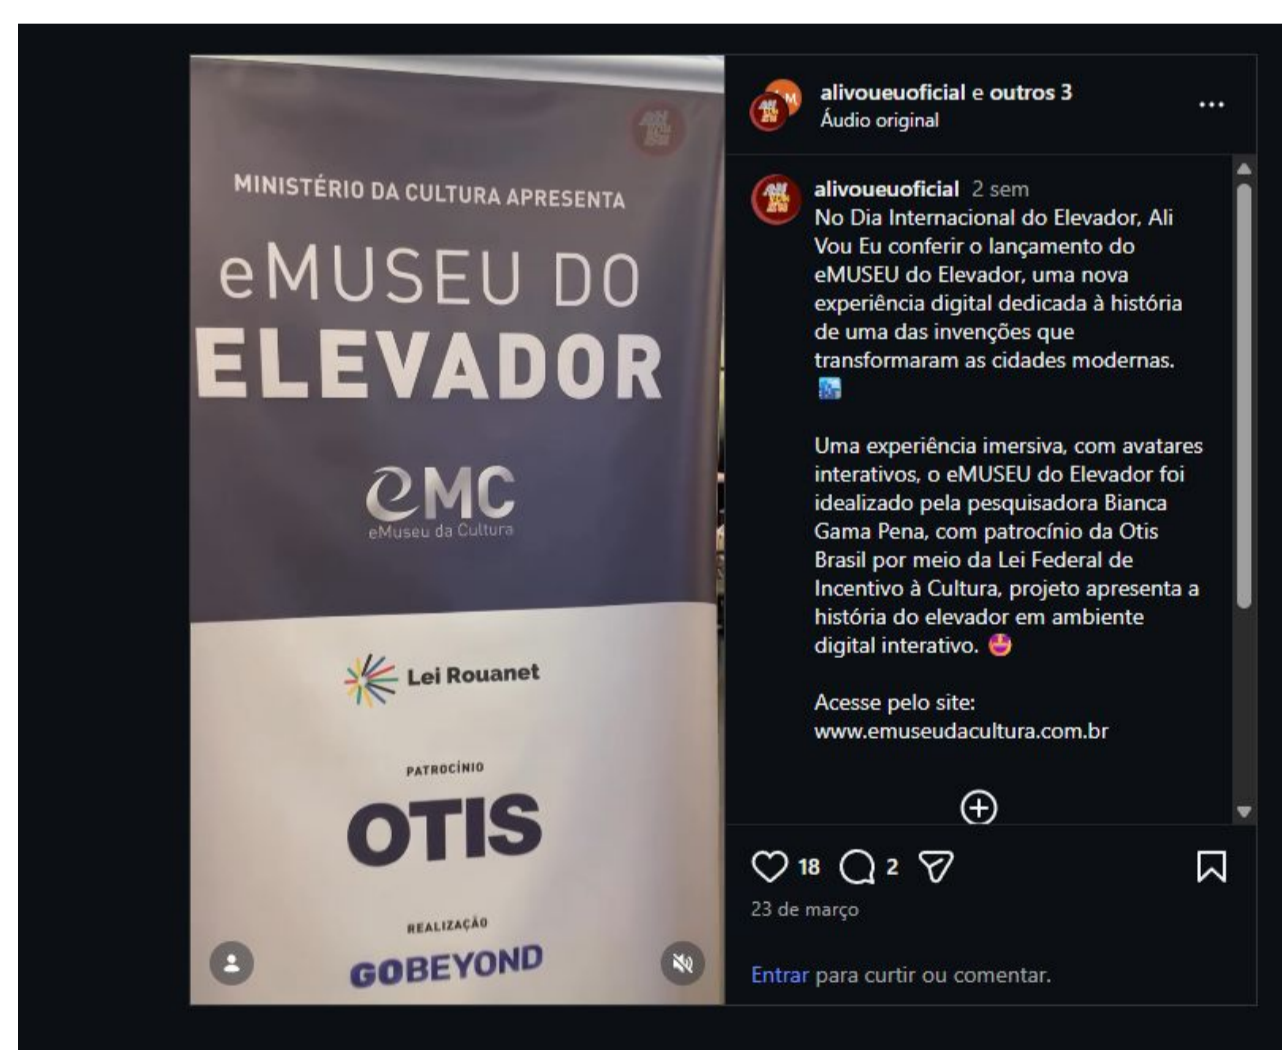 MINISTÉRIO DA CULTURA APRESENTA
eMUSEU DO
ELEVADOR
eMC
eMuseu da Cultura
Lei Rouanet
PATROCÍNIO
OTIS
REALIZAÇÃO
GOBEYOND
alivoueuoficial e outros 3
Áudio original
alivoueuoficial 2 sem
No Dia Internacional do Elevador, Ali
Vou Eu conferir o lançamento do
eMUSEU do Elevador, uma nova
experiência digital dedicada à história
de uma das invenções que
transformaram as cidades modernas.
Uma experiência imersiva, com avatares
interativos, o eMUSEU do Elevador foi
idealizado pela pesquisadora Bianca
Gama Pena, com patrocínio da Otis
Brasil por meio da Lei Federal de
Incentivo à Cultura, projeto apresenta a
história do elevador em ambiente
digital interativo. 🤩
Acesse pelo site:
www.emuseudacultura.com.br
18 2
23 de março
Entrar para curtir ou comentar.